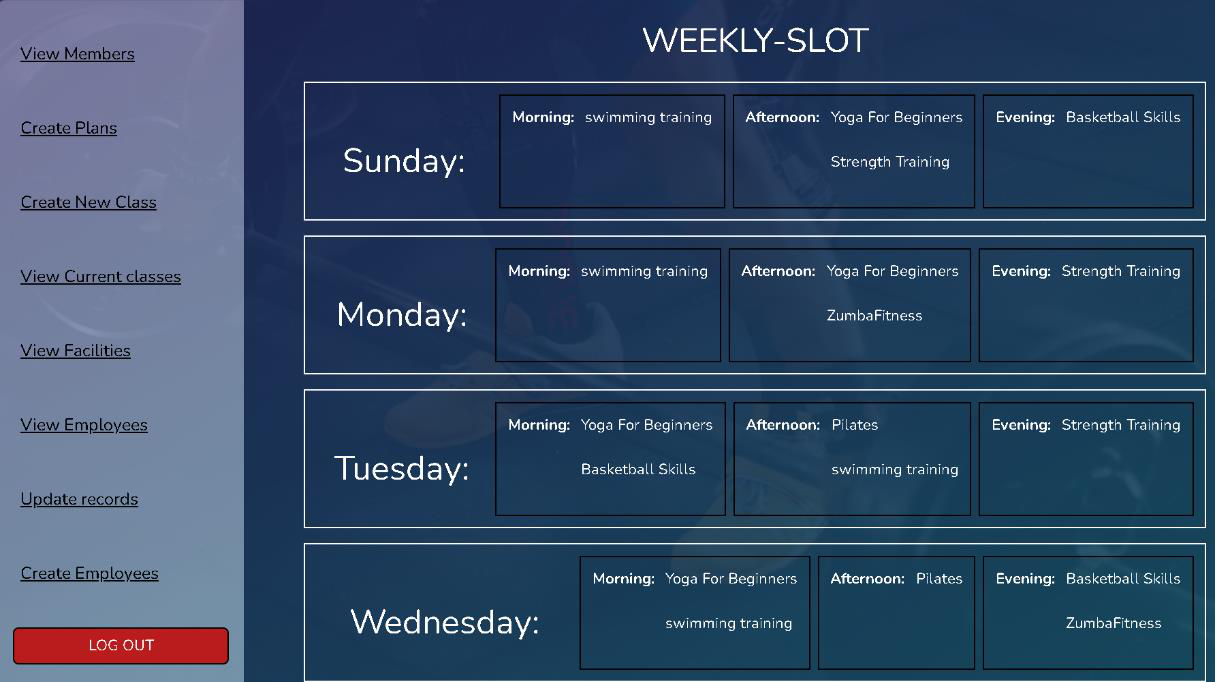 View Members
Create Plans
Create New Class
View Current classes
View Facilities
View Employees
Update records
Create Employees
LOG OUT
WEEKLY-SLOT
Sunday:
Morning: swimming training
Afternoon: Yoga For Beginners
Strength Training
Evening: Basketball Skills
Monday:
Morning: swimming training
Afternoon: Yoga For Beginners
ZumbaFitness
Evening: Strength Training
Tuesday:
Morning: Yoga For Beginners
Basketball Skills
Afternoon: Pilates
swimming training
Evening: Strength Training
Wednesday:
Morning: Yoga For Beginners
swimming training
Afternoon: Pilates
Evening: Basketball Skills
ZumbaFitness